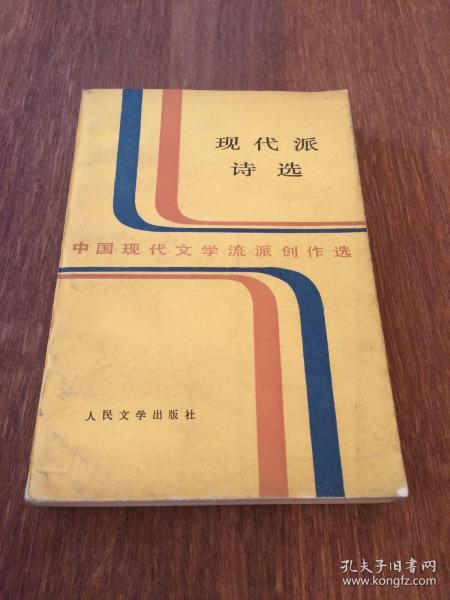 现代派
诗选
中国现代文学流派创作选
人民文学出版社
孔夫子旧书网
www.kongfz.com